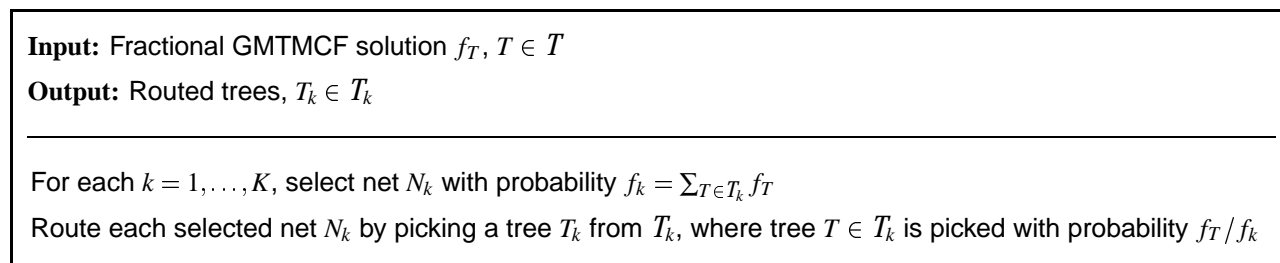 Input: Fractional GMTMCF solution f_T, T ∈ 𝒯
Output: Routed trees, T_k ∈ 𝒯_k
For each k = 1,...,K, select net N_k with probability f_k = ∑_{T∈𝒯_k} f_T
Route each selected net N_k by picking a tree T_k from 𝒯_k, where tree T ∈ 𝒯_k is picked with probability f_T/f_k